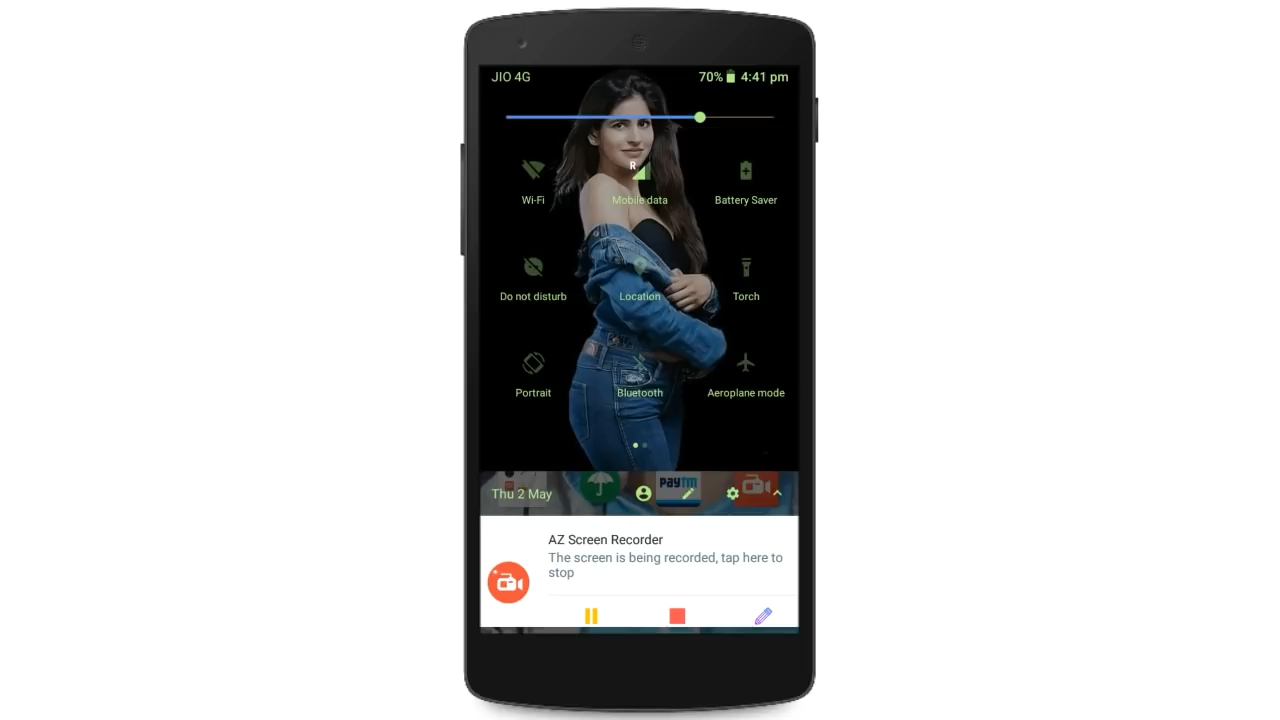 JIO 4G 70% 4:41 pm
R
Wi-Fi Mobile data Battery Saver
Do not disturb Location Torch
Portrait Bluetooth Aeroplane mode
Thu 2 May
paytm
AZ Screen Recorder
The screen is being recorded, tap here to
stop